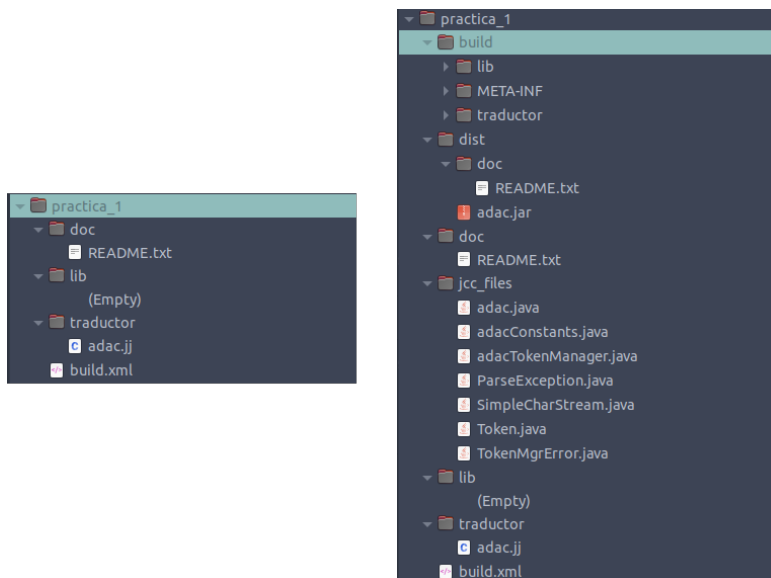 practica_1
doc
README.txt
lib
(Empty)
traductor
adac.jj
build.xml
practica_1
build
lib
META-INF
traductor
dist
doc
README.txt
adac.jar
doc
README.txt
jcc_files
adac.java
adacConstants.java
adacTokenManager.java
ParseException.java
SimpleCharStream.java
Token.java
TokenMgrError.java
lib
(Empty)
traductor
adac.jj
build.xml